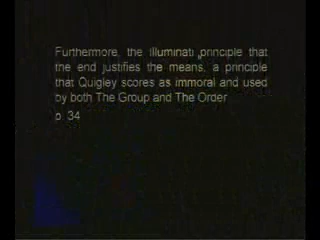 Furthermore, the Illuminati principle that
the end justifies the means, a principle
that Quigley scores as immoral and used
by both The Group and The Order
p. 34